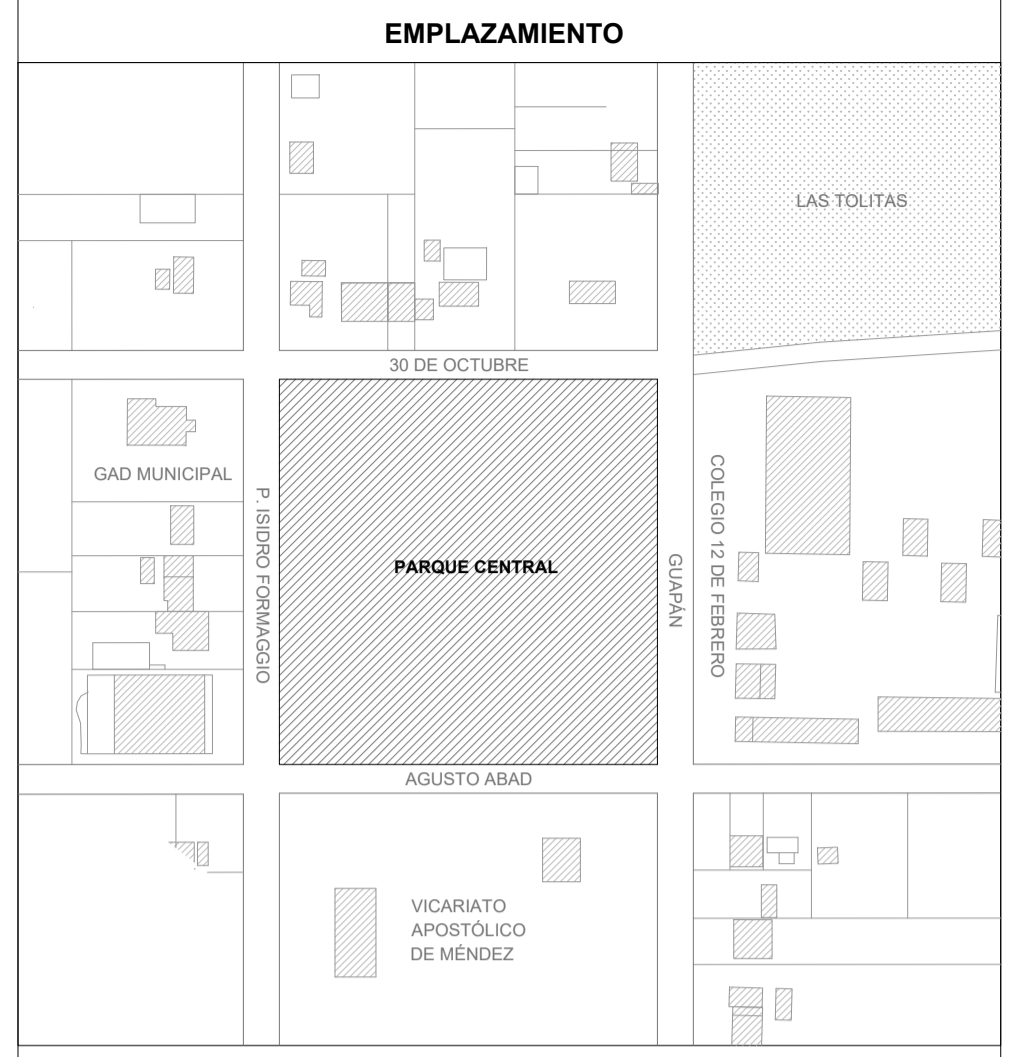 EMPLAZAMIENTO
LAS TOLITAS
30 DE OCTUBRE
GAD MUNICIPAL
P. ISIDRO FORMAGGIO
PARQUE CENTRAL
GUAPÁN
COLEGIO 12 DE FEBRERO
AGUSTO ABAD
VICARIATO
APOSTÓLICO
DE MÉNDEZ